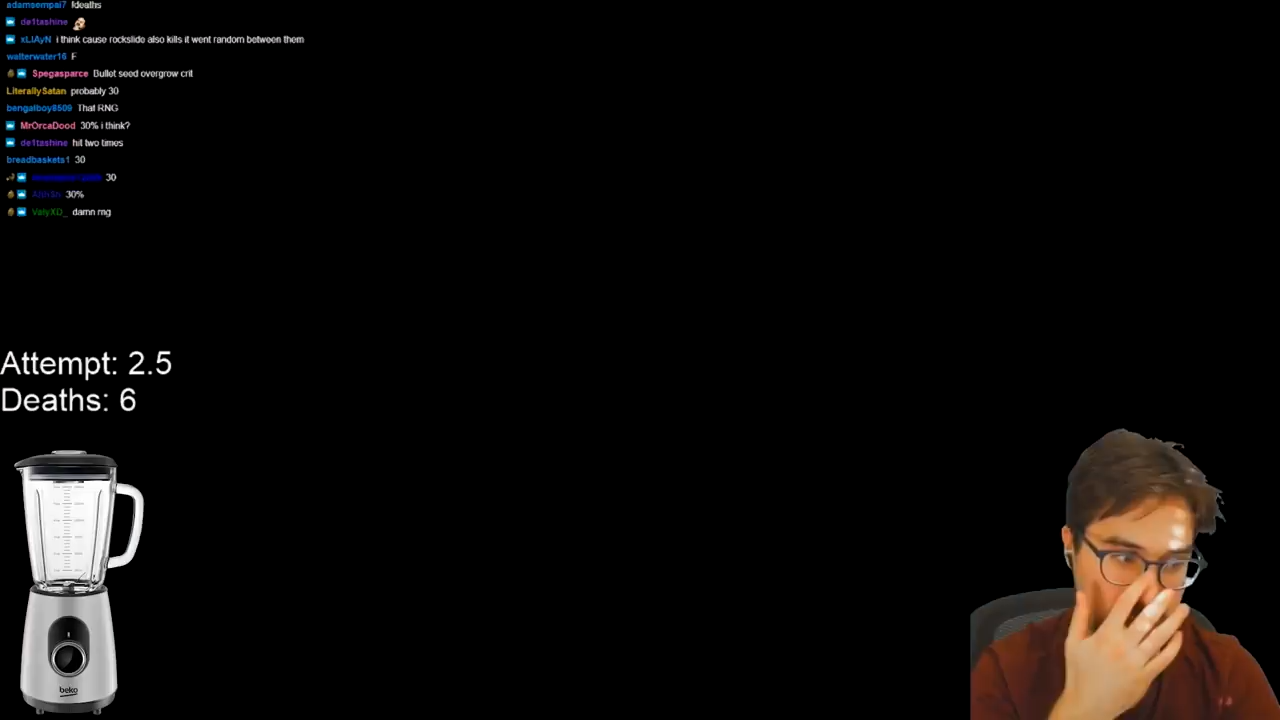 adamsempai7 !deaths
de1tashine
xLIAyN i think cause rockslide also kills it went random between them
walterwater16 F
Spegasparce Bullet seed overgrow crit
LiterallySatan probably 30
bengalboy8509 That RNG
MrOrcaDood 30% i think?
de1tashine hit two times
breadbaskets1 30
30
30%
ValyXD_ damn rng
Attempt: 2.5
Deaths: 6
beko